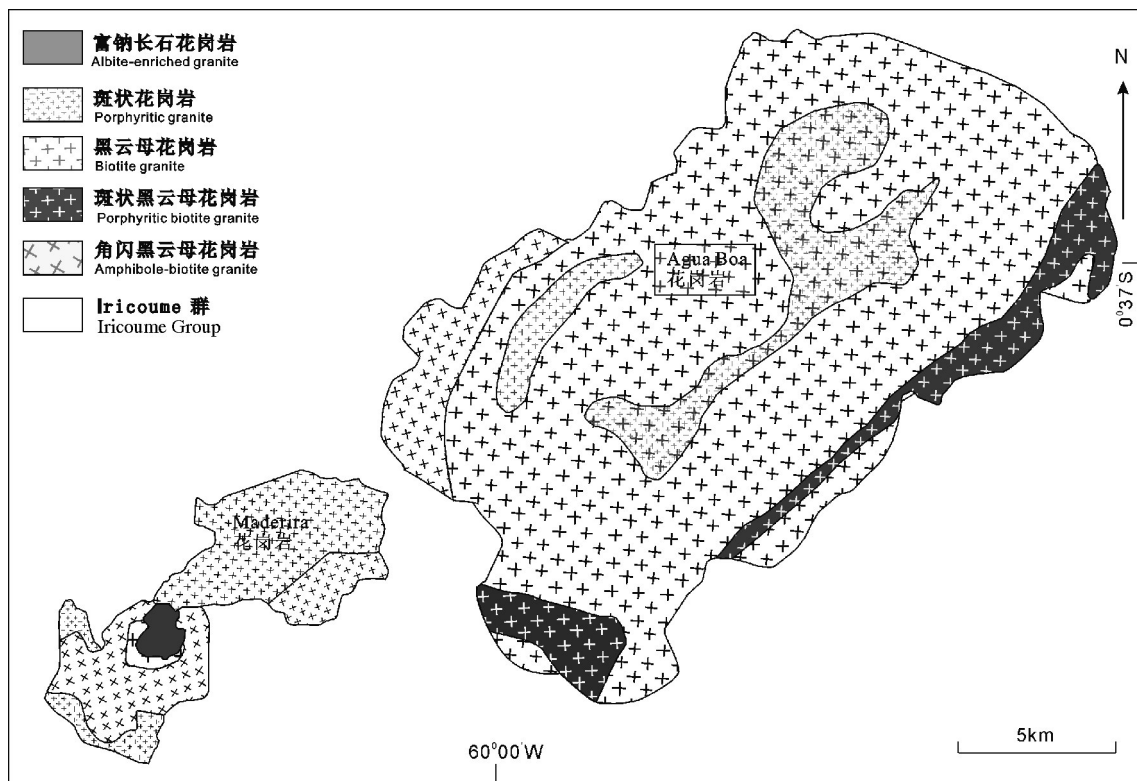 富钠长石花岗岩
Albite-enriched granite
斑状花岗岩
Porphyritic granite
黑云母花岗岩
Biotite granite
斑状黑云母花岗岩
Porphyritic biotite granite
角闪黑云母花岗岩
Amphibole-biotite granite
Iricoume 群
Iricoume Group
N
0°37'S
Agua Boa
花岗岩
Maderira
花岗岩
60°00'W
5km